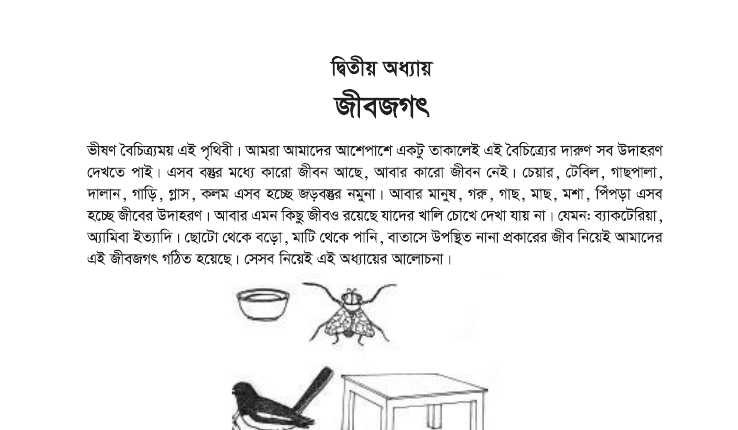 দ্বিতীয় অধ্যায়
জীবজগৎ
ভীষণ বৈচিত্র্যময় এই পৃথিবী। আমরা আমাদের আশেপাশে একটু তাকালেই এই বৈচিত্র্যের দারুণ সব উদাহরণ
দেখতে পাই। এসব বস্তুর মধ্যে কারো জীবন আছে, আবার কারো জীবন নেই। চেয়ার, টেবিল, গাছপালা,
দালান, গাড়ি, গ্লাস, কলম এসব হচ্ছে জড়বস্তুর নমুনা। আবার মানুষ, গরু, গাছ, মাছ, মশা, পিঁপড়া এসব
হচ্ছে জীবের উদাহরণ। আবার এমন কিছু জীবও রয়েছে যাদের খালি চোখে দেখা যায় না। যেমন: ব্যাকটেরিয়া,
অ্যামিবা ইত্যাদি। ছোটো থেকে বড়ো, মাটি থেকে পানি, বাতাসে উপস্থিত নানা প্রকারের জীব নিয়েই আমাদের
এই জীবজগৎ গঠিত হয়েছে। সেসব নিয়েই এই অধ্যায়ের আলোচনা।